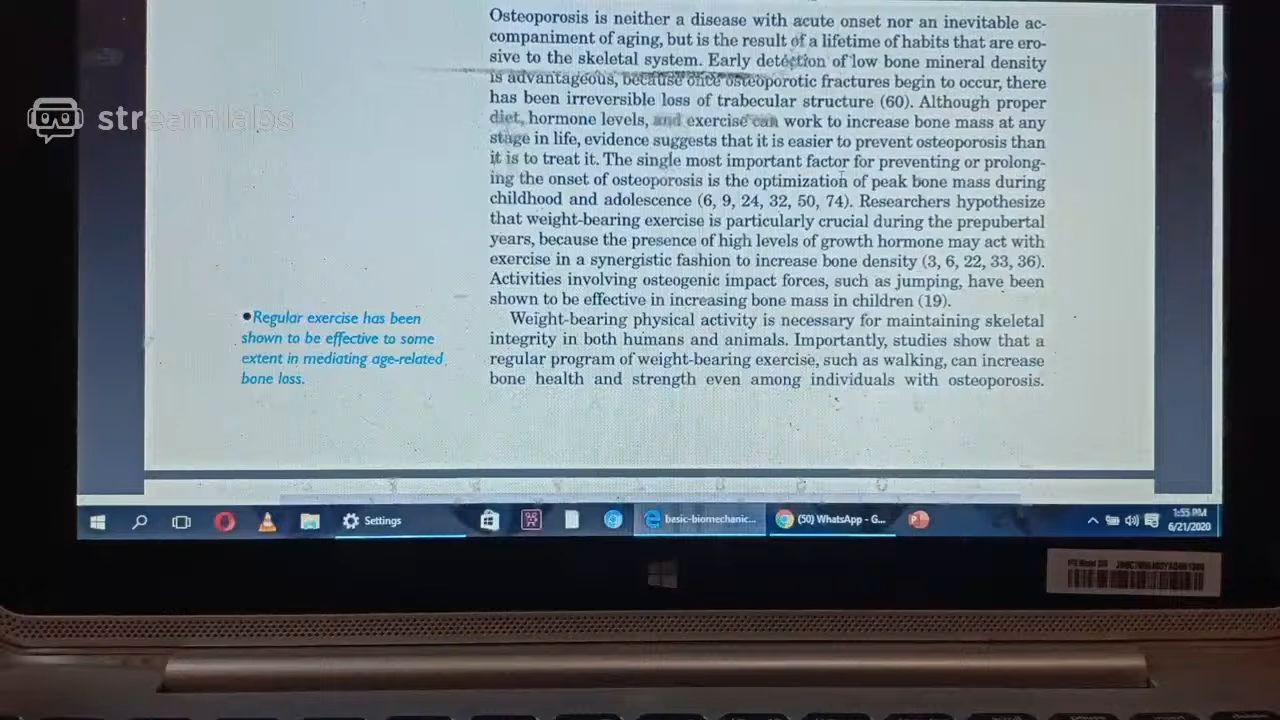 Osteoporosis is neither a disease with acute onset nor an inevitable ac-
companiment of aging, but is the result of a lifetime of habits that are ero-
sive to the skeletal system. Early detection of low bone mineral density
is advantageous, because once osteoporotic fractures begin to occur, there
has been irreversible loss of trabecular structure (60). Although proper
diet, hormone levels, and exercise can work to increase bone mass at any
stage in life, evidence suggests that it is easier to prevent osteoporosis than
it is to treat it. The single most important factor for preventing or prolong-
ing the onset of osteoporosis is the optimization of peak bone mass during
childhood and adolescence (6, 9, 24, 32, 50, 74). Researchers hypothesize
that weight-bearing exercise is particularly crucial during the prepubertal
years, because the presence of high levels of growth hormone may act with
exercise in a synergistic fashion to increase bone density (3, 6, 22, 33, 36).
Activities involving osteogenic impact forces, such as jumping, have been
shown to be effective in increasing bone mass in children (19).
Weight-bearing physical activity is necessary for maintaining skeletal
integrity in both humans and animals. Importantly, studies show that a
regular program of weight-bearing exercise, such as walking, can increase
bone health and strength even among individuals with osteoporosis.
•Regular exercise has been
shown to be effective to some
extent in mediating age-related
bone loss.
streamlabs
Settings
basic-biomechanic...
(50) WhatsApp - G...
1:55 PM
6/21/2020